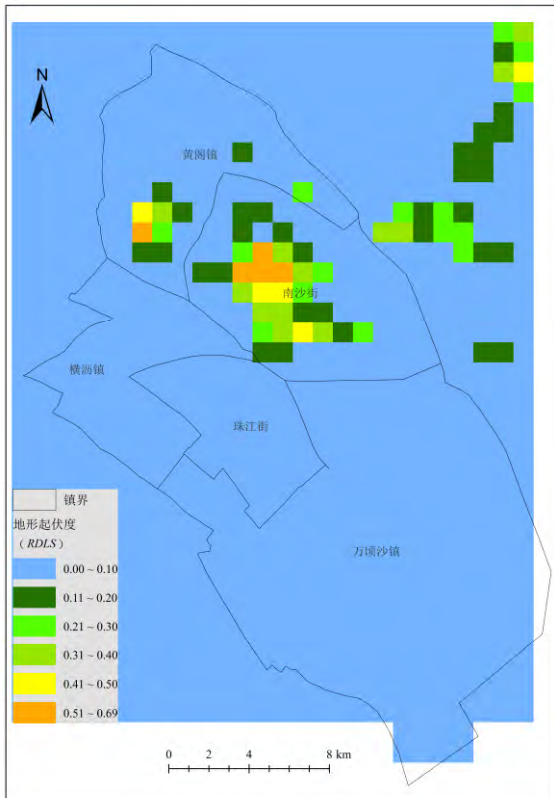 N
黄阁镇
南沙街
横沥镇
珠江街
万顷沙镇
镇界
地形起伏度
（RDLS）
0.00 ~ 0.10
0.11 ~ 0.20
0.21 ~ 0.30
0.31 ~ 0.40
0.41 ~ 0.50
0.51 ~ 0.69
0 2 4 8 km